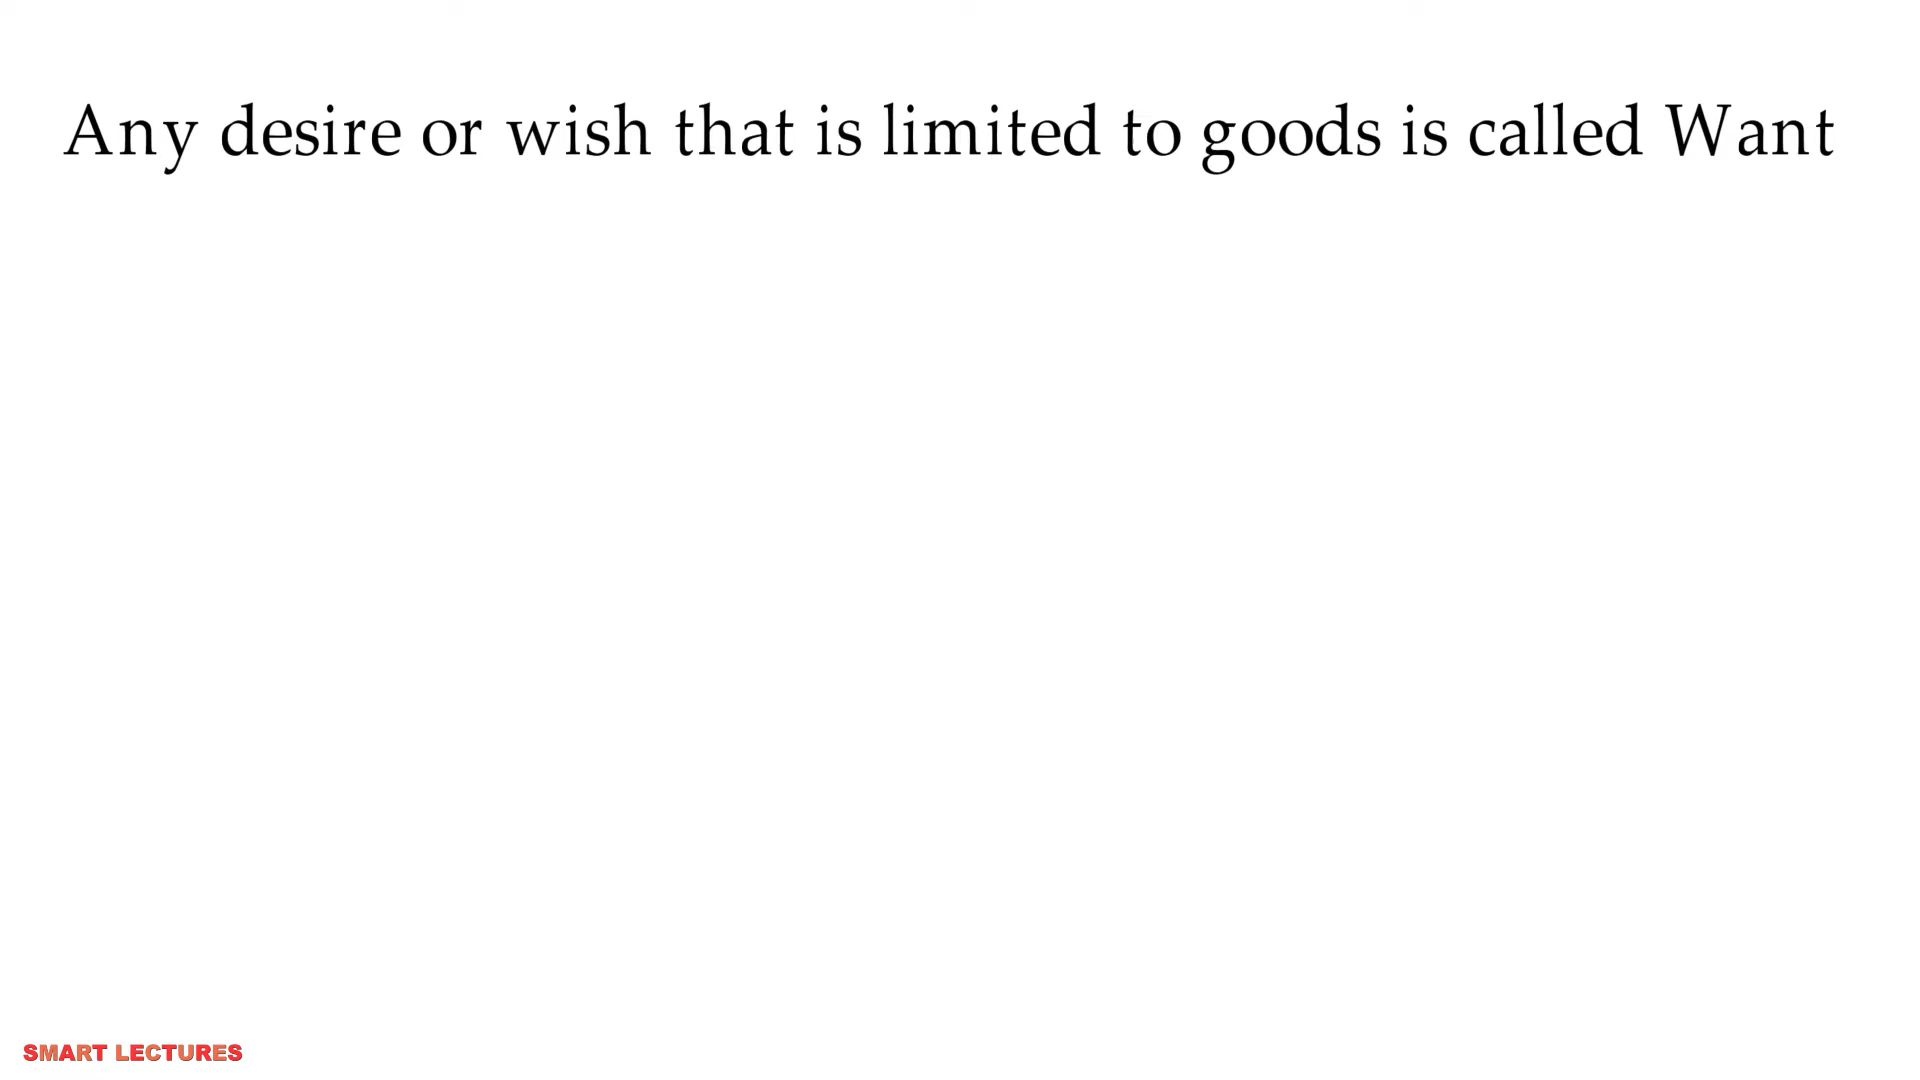 Any desire or wish that is limited to goods is called Want
SMART LECTURES